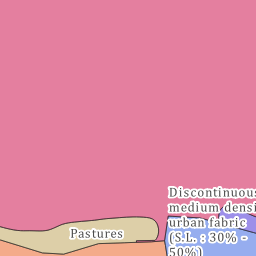 Discontinuous
medium densi
urban fabric
(S.L. : 30% -
50%)
Pastures